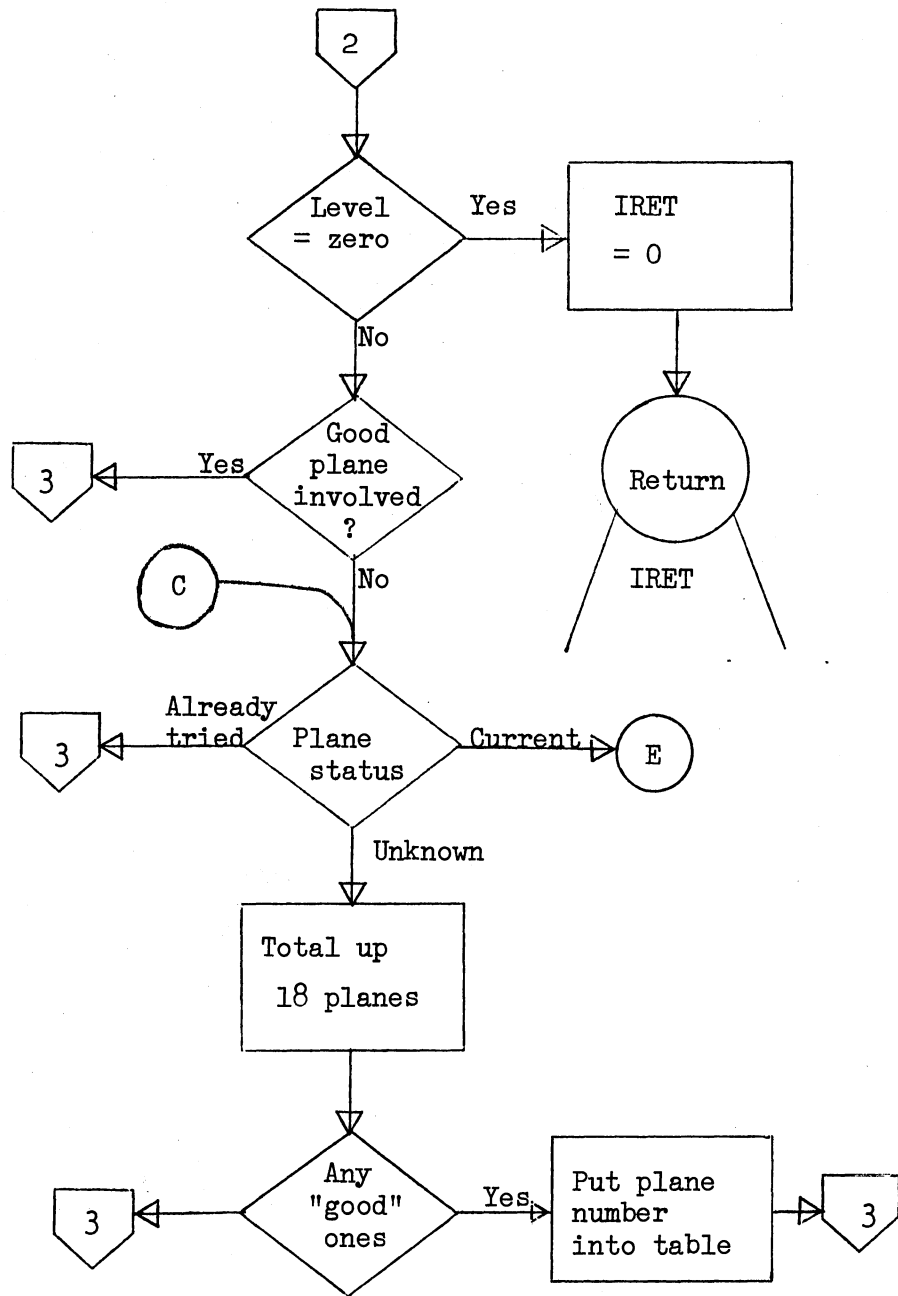 2
Level
= zero
Yes
IRET
= 0
No
Good
plane
involved
?
Yes
3
Return
IRET
No
C
Already
tried
3
Plane
status
Current
E
Unknown
Total up
18 planes
Any
"good"
ones
3
Yes
Put plane
number
into table
3